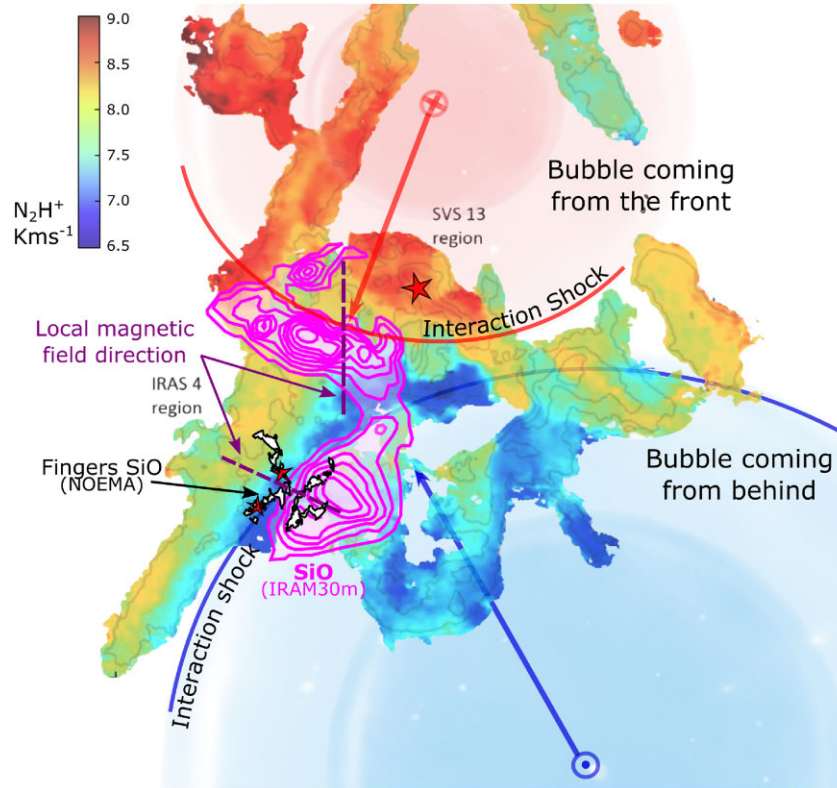 9.0
8.5
8.0
7.5
7.0
6.5
N₂H⁺
Kms⁻¹
Bubble coming
from the front
SVS 13
region
Interaction Shock
Local magnetic
field direction
IRAS 4
region
Fingers SiO
(NOEMA)
Bubble coming
from behind
SiO
(IRAM30m)
Interaction shock